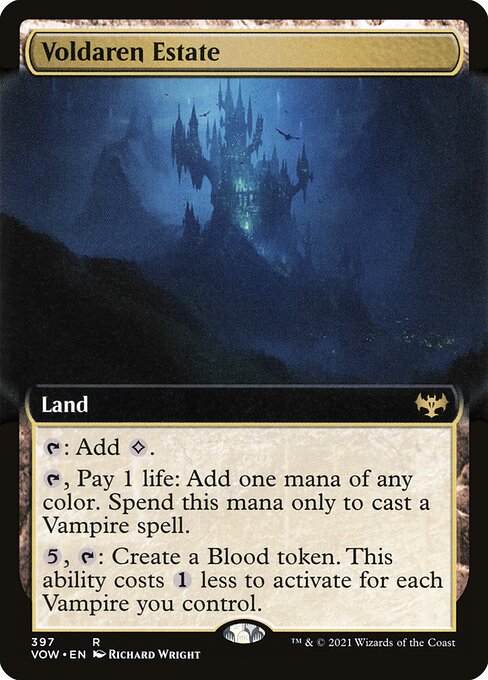 Voldaren Estate
Land
: Add .
, Pay 1 life: Add one mana of any
color. Spend this mana only to cast a
Vampire spell.
5, : Create a Blood token. This
ability costs 1 less to activate for each
Vampire you control.
397 R
VOW • EN Richard Wright
™ & © 2021 Wizards of the Coast